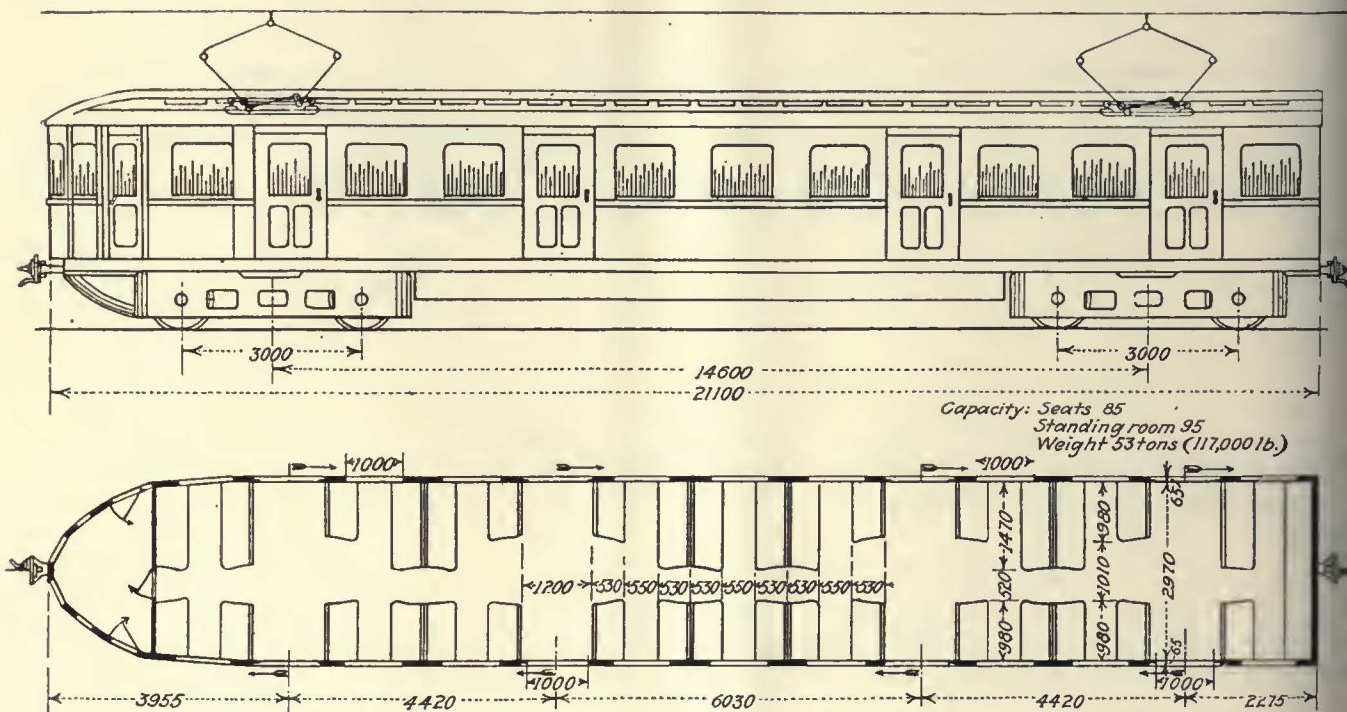 3000 3000
14600
21100
Capacity: Seats 85
Standing room 95
Weight 53 tons (117,000 lb.)
1000 1000
65
1470 980
1200 530 550 530 530 550 530 530 550 530 520 1010 2970
980 980
65
1000 1000
3955 4420 6030 4420 2275